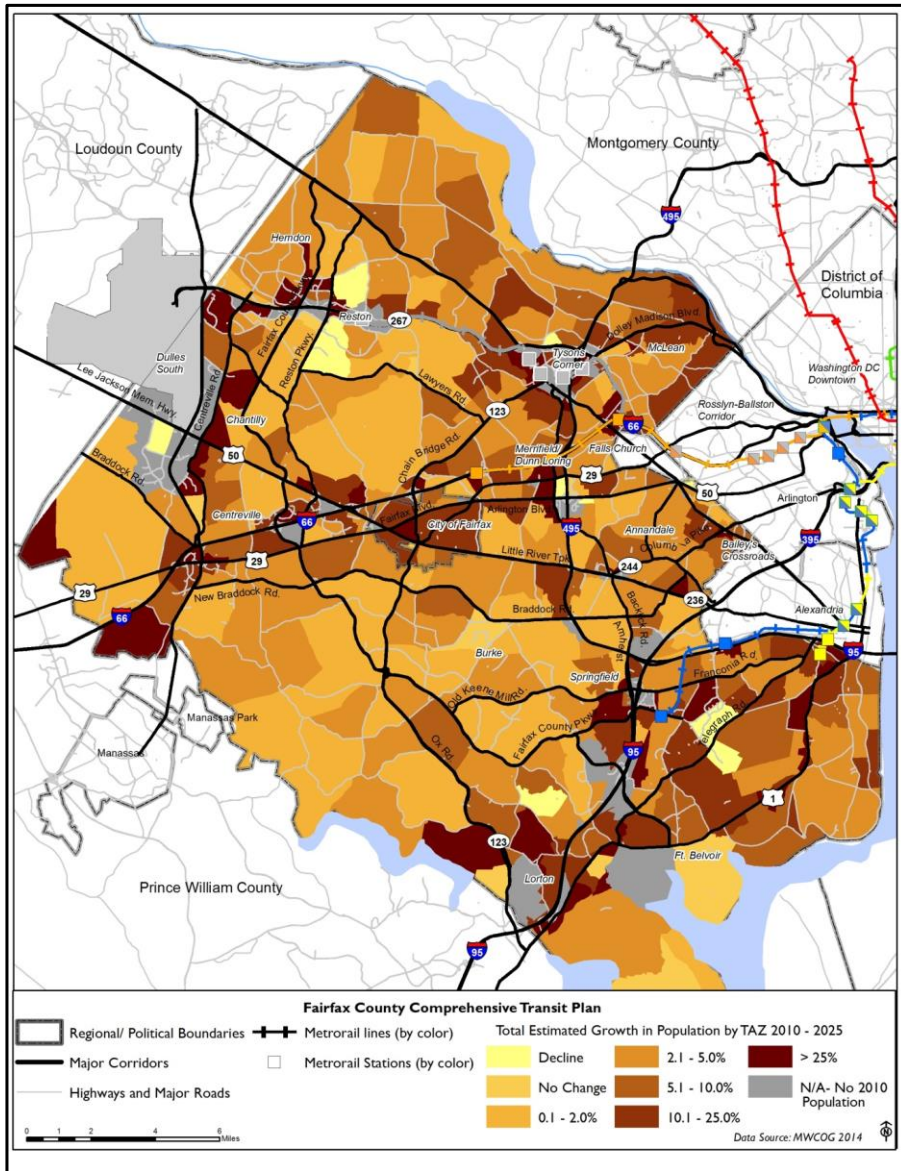 Loudoun County
Montgomery County
495
Herndon
District of
Columbia
Fairfax County
Reston
267
Dolley Madison Blvd.
Dulles
South
Reston Pkwy.
Tysons
Corner
McLean
Washington DC
Downtown
Lee Jackson Mem. Hwy.
Centreville Rd.
Lawyers Rd.
123
Rosslyn-Ballston
Corridor
Chantilly
66
50
Chain Bridge Rd.
Merrifield/
Dunn Loring
Falls Church
29
50
Braddock Rd.
Arlington
Centreville
66
Fairfax Blvd.
City of Fairfax
Arlington Blvd.
495
Annandale
395
Columbia Pike
Bailey's
Crossroads
29
Little River Tpk.
244
29
New Braddock Rd.
Braddock Rd.
Backlick Rd.
236
66
Amherst
Alexandria
95
Burke
Franconia Rd.
Springfield
Manassas Park
Old Keene Mill Rd.
Telegraph Rd.
Manassas
Ox Rd.
Fairfax County Pkwy.
95
1
123
Ft. Belvoir
Lorton
Prince William County
95
Fairfax County Comprehensive Transit Plan
Regional/ Political Boundaries
Metrorail lines (by color)
Total Estimated Growth in Population by TAZ 2010 - 2025
Major Corridors
Metrorail Stations (by color)
Decline
2.1 - 5.0%
> 25%
Highways and Major Roads
No Change
5.1 - 10.0%
N/A- No 2010
Population
0.1 - 2.0%
10.1 - 25.0%
0 1 2 4 6
Miles
Data Source: MWCOG 2014
N